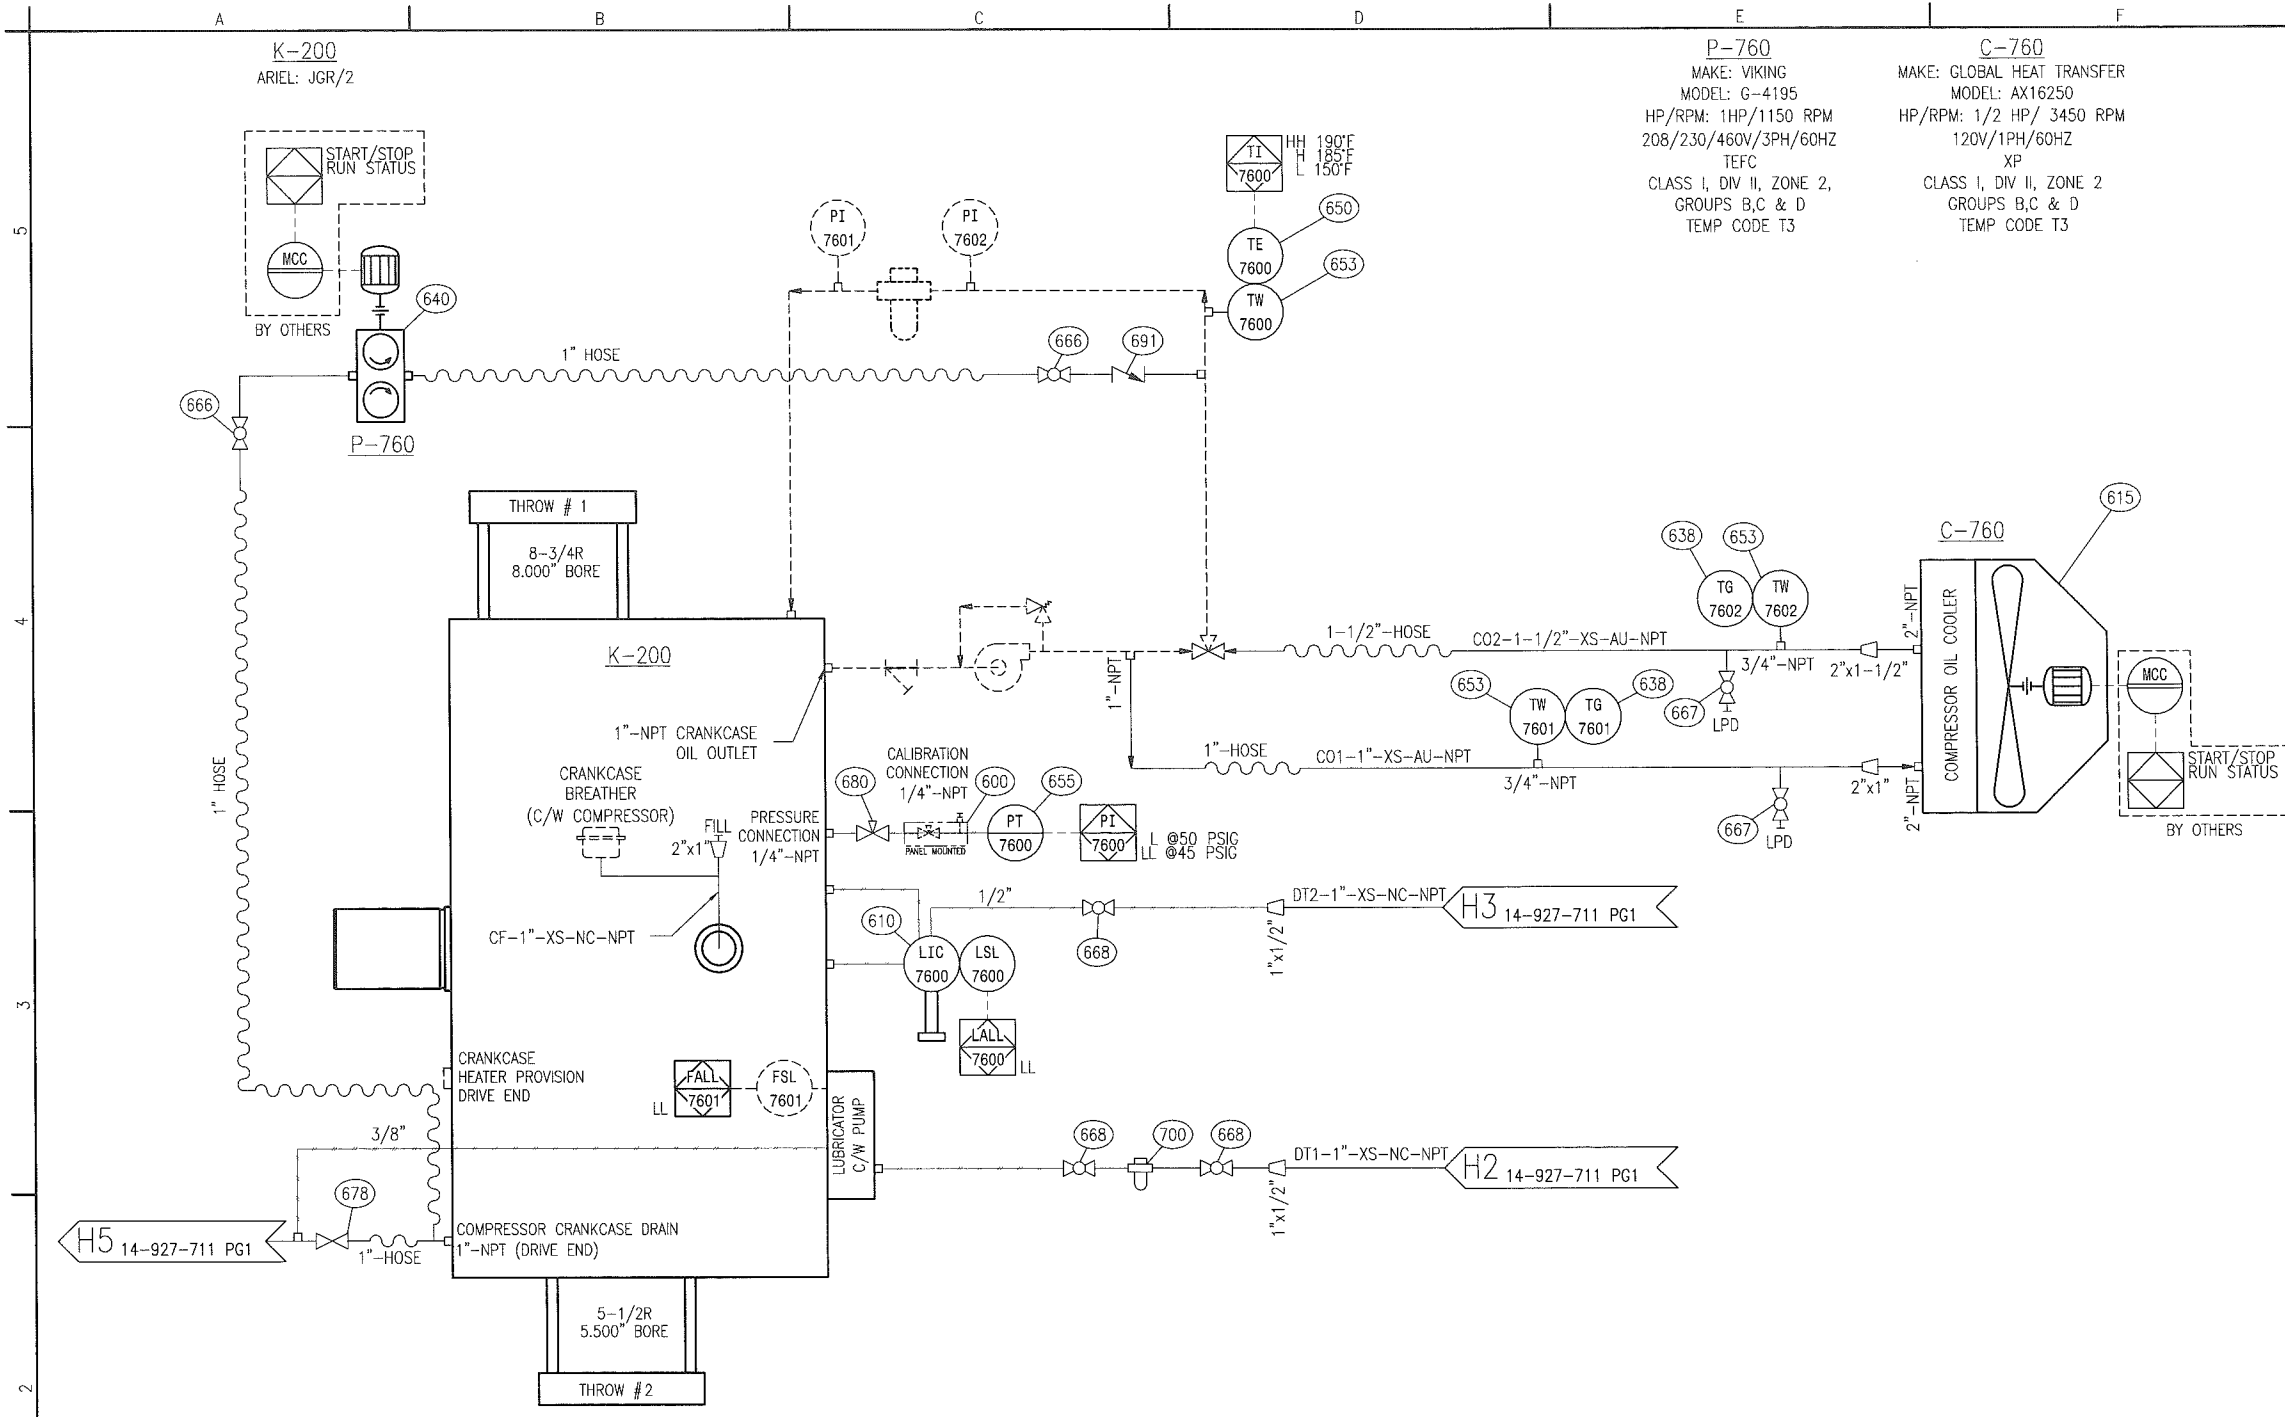 A B C D E F
K-200
ARIEL: JGR/2
P-760
MAKE: VIKING
MODEL: G-4195
HP/RPM: 1HP/1150 RPM
208/230/460V/3PH/60HZ
TEFC
CLASS I, DIV II, ZONE 2,
GROUPS B,C & D
TEMP CODE T3
C-760
MAKE: GLOBAL HEAT TRANSFER
MODEL: AX16250
HP/RPM: 1/2 HP/ 3450 RPM
120V/1PH/60HZ
XP
CLASS I, DIV II, ZONE 2
GROUPS B,C & D
TEMP CODE T3
5
START/STOP
RUN STATUS
MCC
BY OTHERS
640
P-760
666
1" HOSE
PI
7601
PI
7602
TI
7600
HH 190°F
H 185°F
L 150°F
650
TE
7600
653
TW
7600
1" HOSE
666
691
4
THROW # 1
8-3/4R
8.000" BORE
K-200
1"-NPT CRANKCASE
OIL OUTLET
CRANKCASE
BREATHER
(C/W COMPRESSOR)
FILL
2"x1"
CF-1"-XS-NC-NPT
PRESSURE
CONNECTION
1/4"-NPT
1"-NPT
1-1/2"-HOSE
CO2-1-1/2"-XS-AU-NPT
638
653
TG
7602
TW
7602
3/4"-NPT
2"x1-1/2"
2"-NPT
667
LPD
653
638
TW
7601
TG
7601
1"-HOSE
CO1-1"-XS-AU-NPT
3/4"-NPT
667
LPD
2"x1"
2"-NPT
C-760
615
COMPRESSOR OIL COOLER
MCC
START/STOP
RUN STATUS
BY OTHERS
680
CALIBRATION
CONNECTION
1/4"-NPT
600
PANEL MOUNTED
655
PT
7600
PI
7600
L @50 PSIG
LL @45 PSIG
3
610
LIC
7600
LSL
7600
LALL
7600
LL
1/2"
668
1"x1/2"
DT2-1"-XS-NC-NPT
H3 14-927-711 PG1
CRANKCASE
HEATER PROVISION
DRIVE END
FALL
7601
LL
FSL
7601
LUBRICATOR
C/W PUMP
668
700
668
1"x1/2"
DT1-1"-XS-NC-NPT
H2 14-927-711 PG1
3/8"
678
H5 14-927-711 PG1
1"-HOSE
COMPRESSOR CRANKCASE DRAIN
1"-NPT (DRIVE END)
2
5-1/2R
5.500" BORE
THROW #2